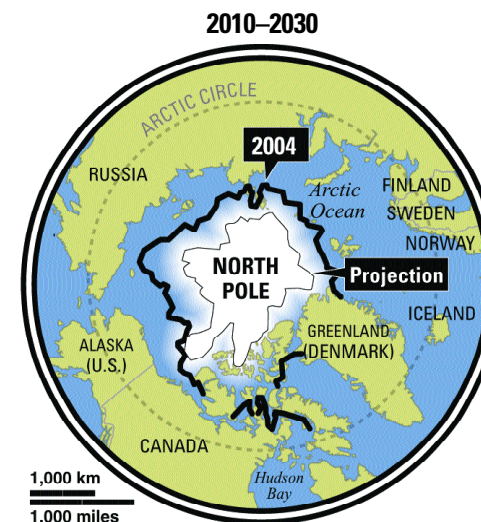 2010–2030
ARCTIC CIRCLE
2004
RUSSIA
Arctic
Ocean
FINLAND
SWEDEN
NORWAY
NORTH
POLE
Projection
ICELAND
GREENLAND
(DENMARK)
ALASKA
(U.S.)
CANADA
Hudson
Bay
1,000 km
1,000 miles